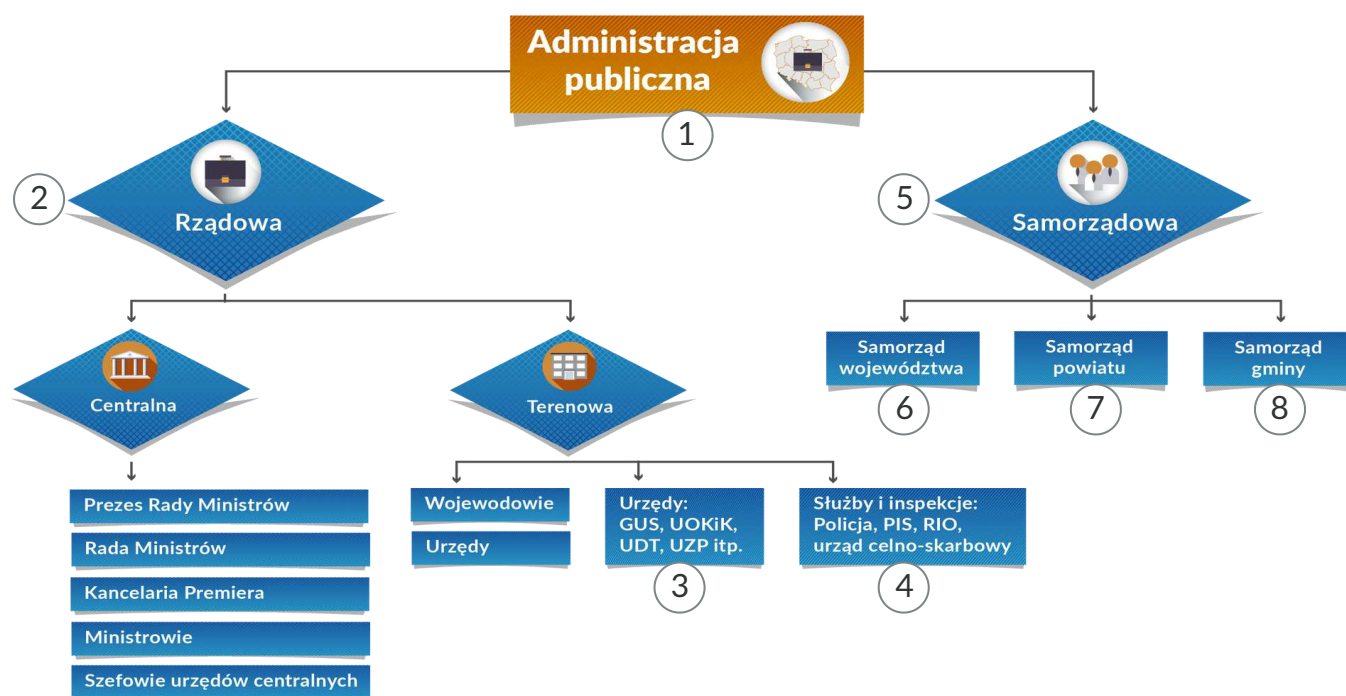 Administracja
publiczna
1
2
Rządowa
5
Samorządowa
Centralna
Terenowa
Samorząd
województwa
6
Samorząd
powiatu
7
Samorząd
gminy
8
Prezes Rady Ministrów
Rada Ministrów
Kancelaria Premiera
Ministrowie
Szefowie urzędów centralnych
Wojewodowie
Urzędy
Urzędy:
GUS, UOKiK,
UDT, UZP itp.
3
Służby i inspekcje:
Policja, PIS, RIO,
urząd celno-skarbowy
4